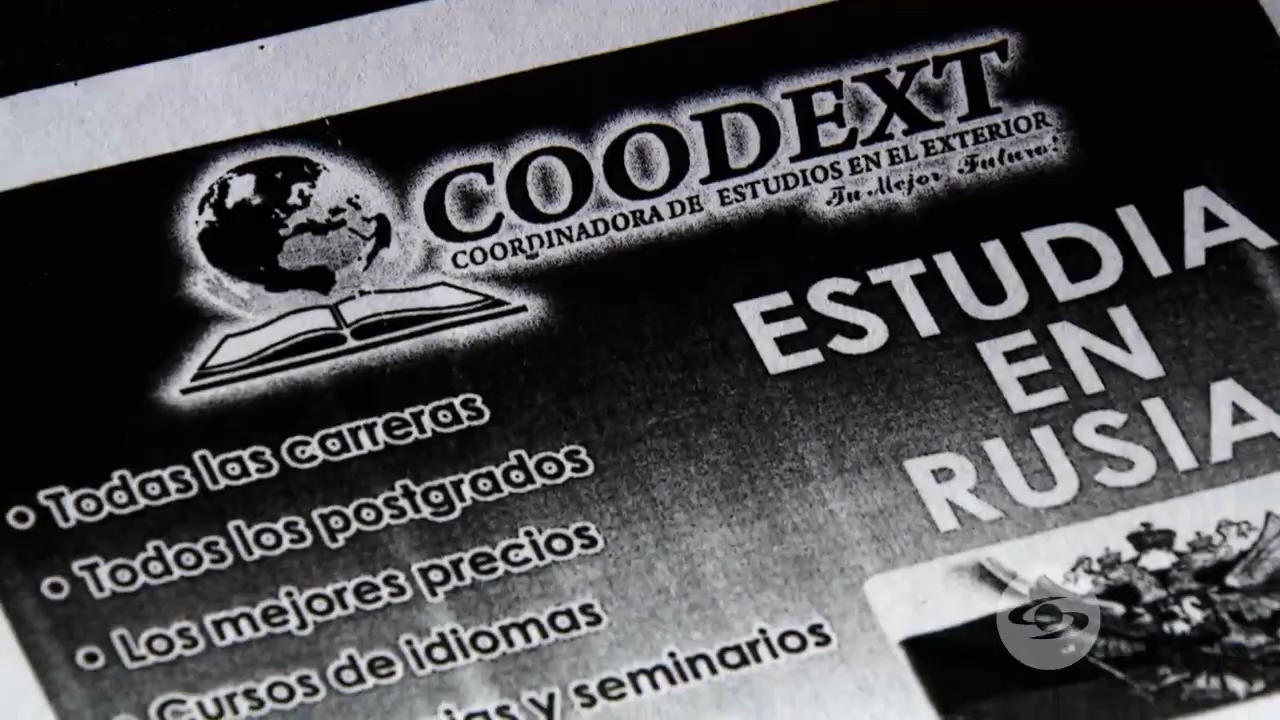 COODEXT
COORDINADORA DE ESTUDIOS EN EL EXTERIOR
Tu Mejor Futuro!
ESTUDIA
EN
RUSIA
• Todas las carreras
• Todos los postgrados
• Los mejores precios
• Cursos de idiomas
y seminarios